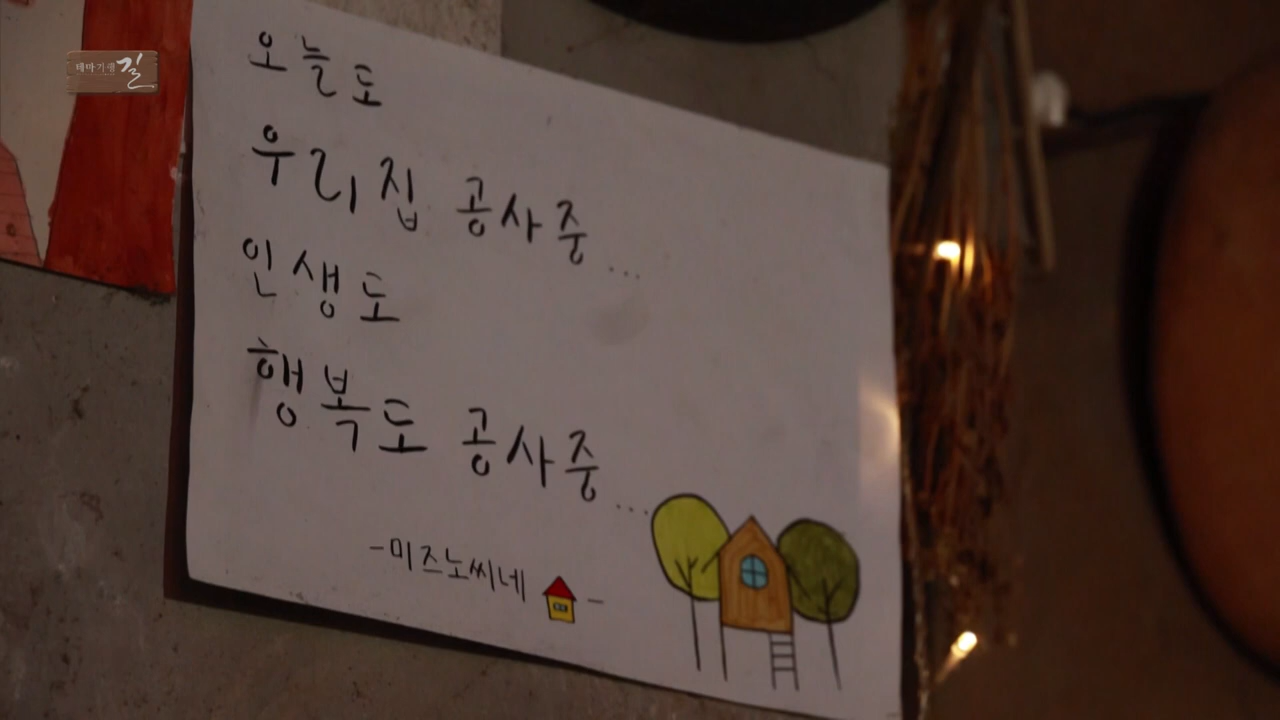 테마기행 길
오늘도
우리집 공사중...
인생도
행복도 공사중...
-미즈노씨네 -